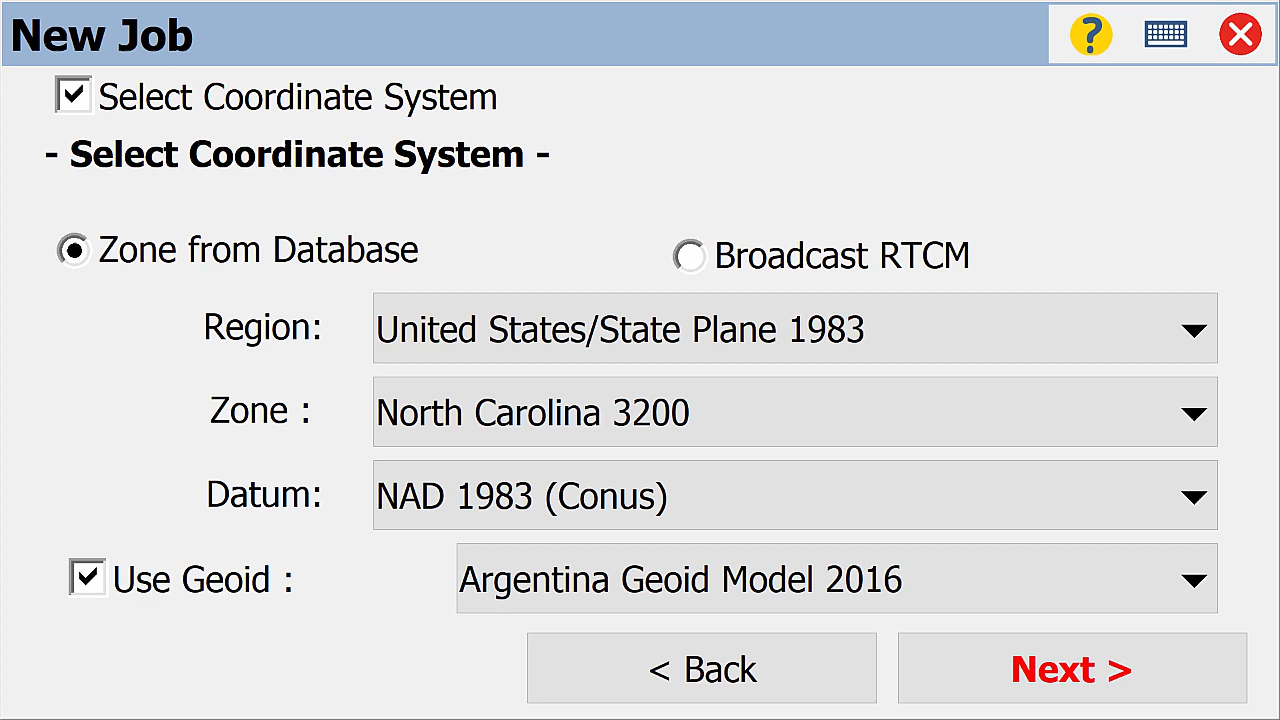 New Job
Select Coordinate System
- Select Coordinate System -
Zone from Database
Broadcast RTCM
Region: United States/State Plane 1983
Zone : North Carolina 3200
Datum: NAD 1983 (Conus)
Use Geoid : Argentina Geoid Model 2016
< Back Next >